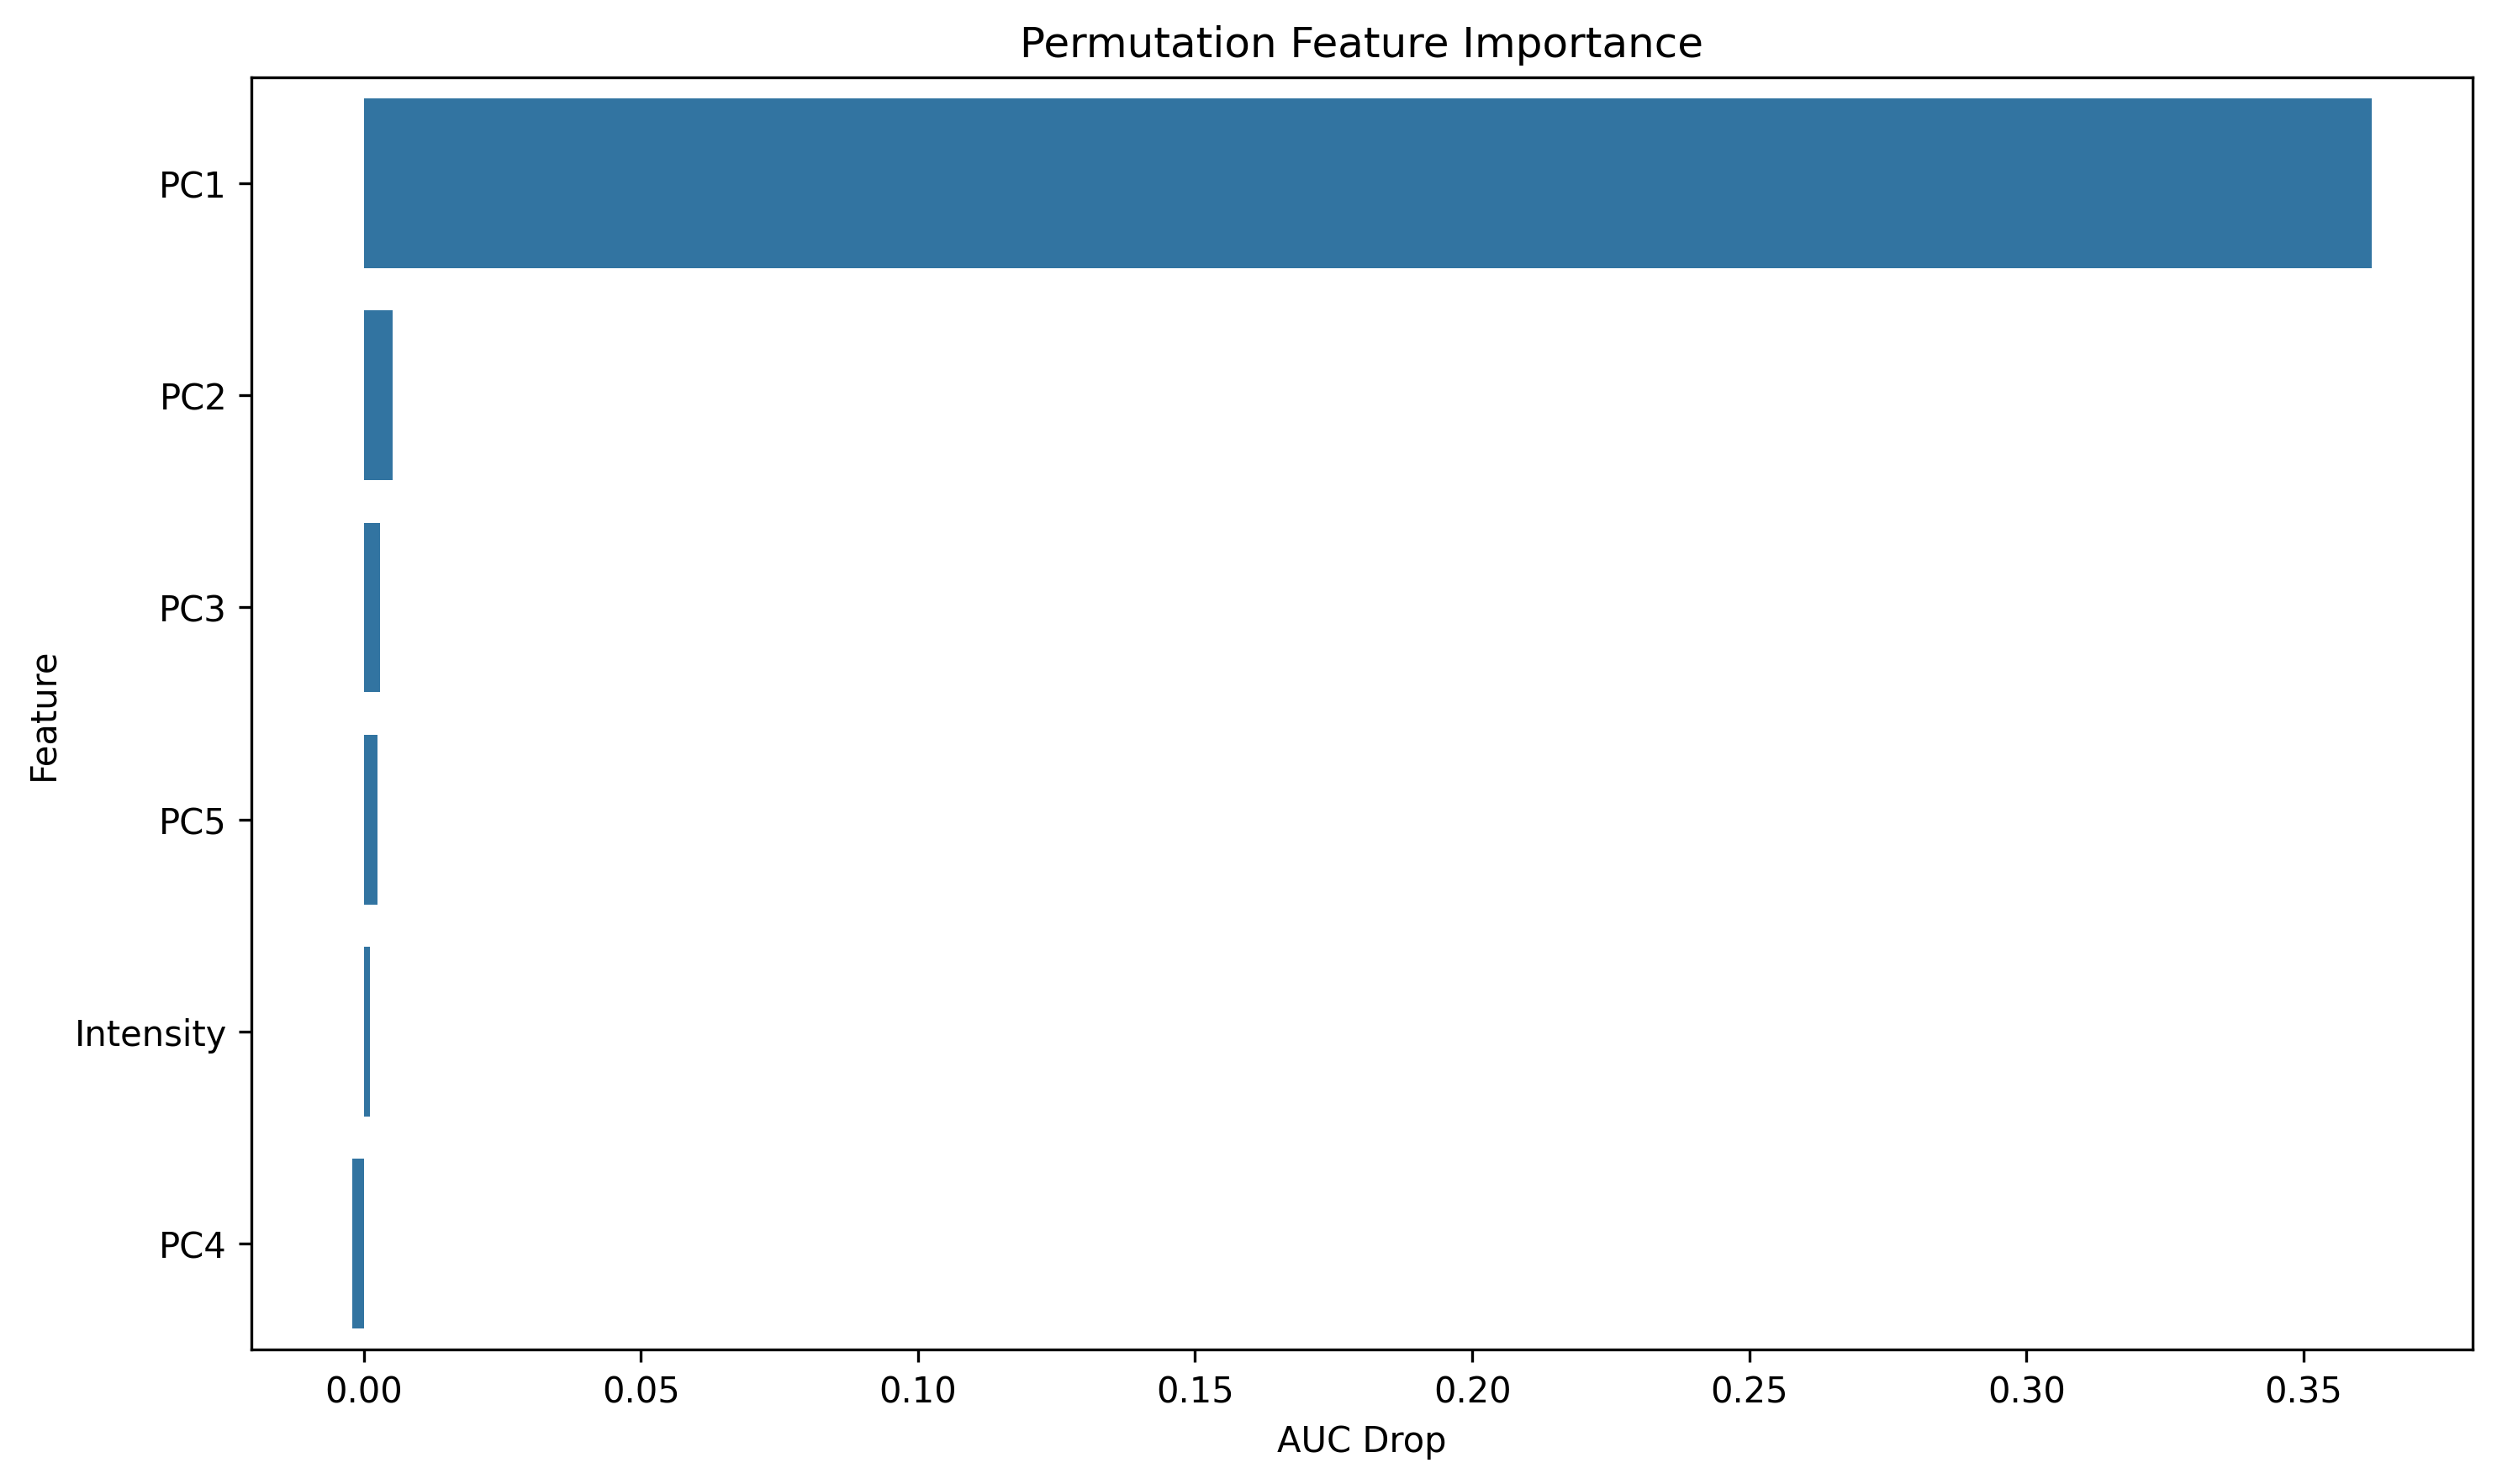 Permutation Feature Importance
Feature
PC1
PC2
PC3
PC5
Intensity
PC4
0.00 0.05 0.10 0.15 0.20 0.25 0.30 0.35
AUC Drop